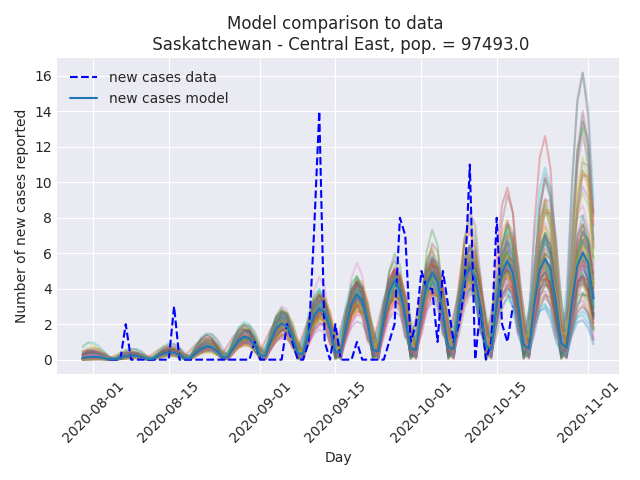 Model comparison to data
Saskatchewan - Central East, pop. = 97493.0
new cases data
new cases model
Number of new cases reported
16
14
12
10
8
6
4
2
0
2020-08-01
2020-08-15
2020-09-01
2020-09-15
2020-10-01
2020-10-15
2020-11-01
Day